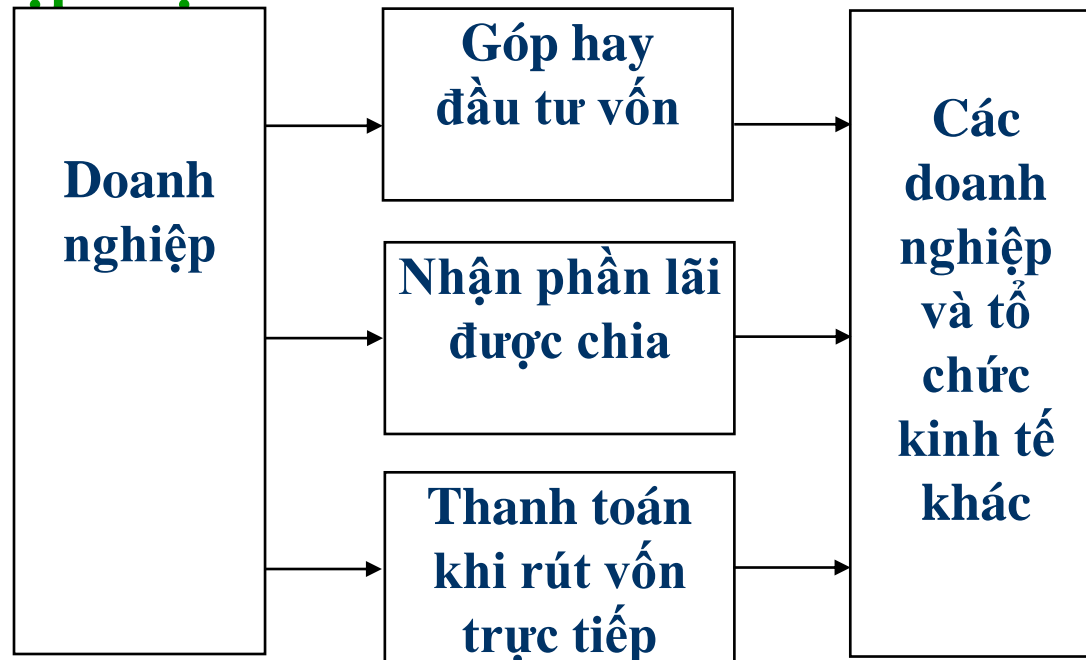 Doanh
nghiệp
Góp hay
đầu tư vốn
Nhận phần lãi
được chia
Thanh toán
khi rút vốn
trực tiếp
Các
doanh
nghiệp
và tổ
chức
kinh tế
khác